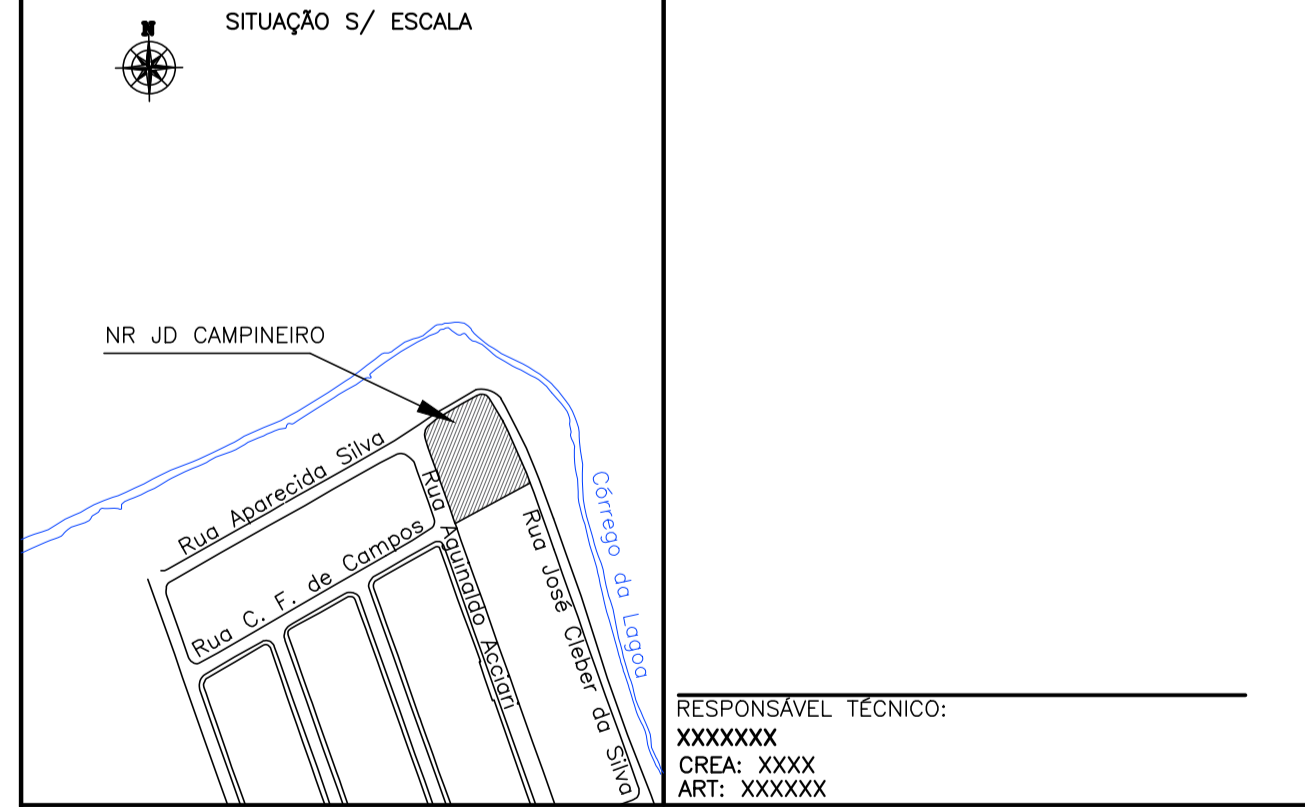 SITUAÇÃO S/ ESCALA
N
NR JD CAMPINEIRO
Rua Aparecida Silva
Rua C. F. de Campos
Rua Aguinaldo Acciari
Rua José Cleber da Silva
Córrego da Lagoa
RESPONSÁVEL TÉCNICO:
XXXXXXX
CREA: XXXX
ART: XXXXXX